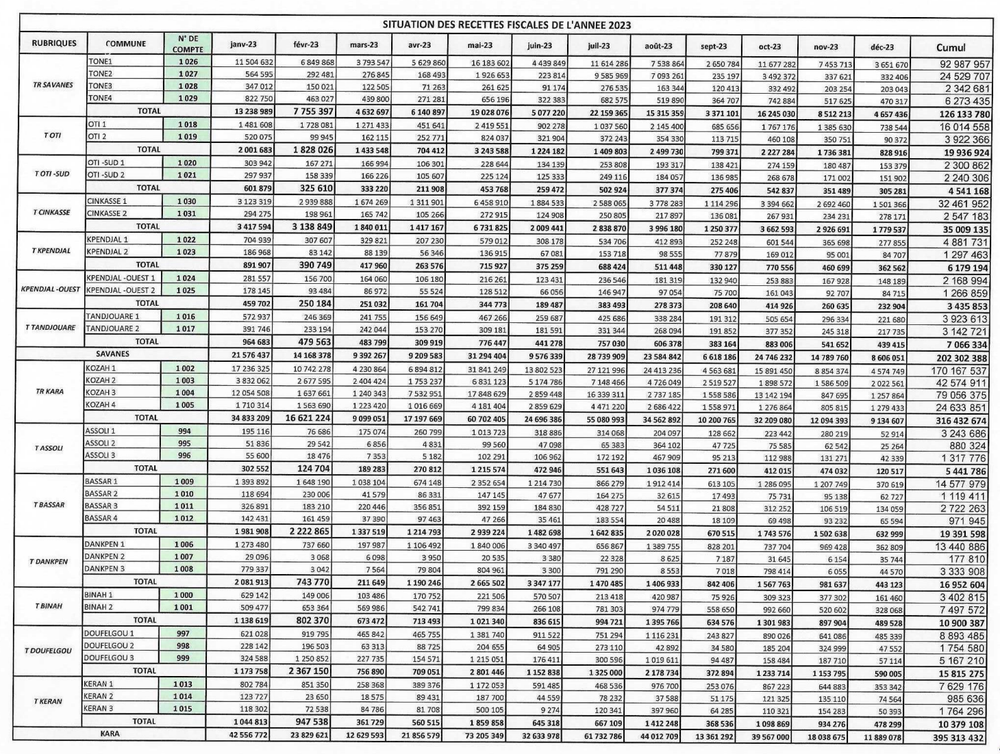 SITUATION DES RECETTES FISCALES DE L'ANNEE 2023
RUBRIQUES COMMUNE N° DE COMPTE janv-23 févr-23 mars-23 avr-23 mai-23 juin-23 juil-23 août-23 sept-23 oct-23 nov-23 déc-23 Cumul
TR SAVANES
TONE1 1 026 11 504 632 6 849 868 3 793 547 5 629 860 16 183 602 4 439 849 11 614 286 7 538 864 2 650 784 11 677 282 7 453 713 3 651 670 92 987 957
TONE2 1 027 564 595 292 481 276 845 168 493 1 926 653 223 814 9 585 969 7 093 261 235 197 3 492 372 337 621 332 406 24 529 707
TONE3 1 028 347 012 150 021 122 505 71 263 261 625 91 174 276 535 163 344 120 413 332 492 203 254 203 043 2 342 681
TONE4 1 029 822 750 463 027 439 800 271 281 656 196 322 383 682 575 519 890 364 707 742 884 517 625 470 317 6 273 435
TOTAL 13 238 989 7 755 397 4 632 697 6 140 897 19 028 076 5 077 220 22 159 365 15 315 359 3 371 101 16 245 030 8 512 213 4 657 436 126 133 780
T OTI
OTI 1 1 018 1 481 608 1 728 081 1 271 433 451 641 2 419 551 902 278 1 037 560 2 145 400 685 656 1 767 176 1 385 630 738 544 16 014 558
OTI 2 1 019 520 075 99 945 162 115 252 771 824 037 321 904 372 243 354 330 113 715 460 108 350 751 90 372 3 922 366
TOTAL 2 001 683 1 828 026 1 433 548 704 412 3 243 588 1 224 182 1 409 803 2 499 730 799 371 2 227 284 1 736 381 828 916 19 936 924
T OTI -SUD
OTI -SUD 1 1 020 303 942 167 271 166 994 106 301 228 644 134 139 253 808 193 317 138 421 274 159 180 487 153 379 2 300 862
OTI -SUD 2 1 021 297 937 158 339 166 226 105 607 225 124 125 333 249 116 184 057 136 985 268 678 171 002 151 902 2 240 306
TOTAL 601 879 325 610 333 220 211 908 453 768 259 472 502 924 377 374 275 406 542 837 351 489 305 281 4 541 168
T CINKASSE
CINKASSE 1 1 030 3 123 319 2 939 888 1 674 269 1 311 901 6 458 910 1 884 533 2 588 065 3 778 283 1 114 296 3 394 662 2 692 460 1 501 366 32 461 952
CINKASSE 2 1 031 294 275 198 961 165 742 105 266 272 915 124 908 250 805 217 897 136 081 267 931 234 231 278 171 2 547 183
TOTAL 3 417 594 3 138 849 1 840 011 1 417 167 6 731 825 2 009 441 2 838 870 3 996 180 1 250 377 3 662 593 2 926 691 1 779 537 35 009 135
T KPENDJAL
KPENDJAL 1 1 022 704 939 307 607 329 821 207 230 579 012 308 178 534 706 412 893 252 248 601 544 365 698 277 855 4 881 731
KPENDJAL 2 1 023 186 968 83 142 88 139 56 346 136 915 67 081 153 718 98 555 77 879 169 012 95 001 84 707 1 297 463
TOTAL 891 907 390 749 417 960 263 576 715 927 375 259 688 424 511 448 330 127 770 556 460 699 362 562 6 179 194
KPENDJAL -OUEST
KPENDJAL -OUEST 1 1 024 281 557 156 700 164 060 106 180 216 261 123 431 236 546 181 319 132 940 253 883 167 928 148 189 2 168 994
KPENDJAL -OUEST 2 1 025 178 145 93 484 86 972 55 524 128 512 66 056 146 947 97 054 75 700 161 043 92 707 84 715 1 266 859
TOTAL 459 702 250 184 251 032 161 704 344 773 189 487 383 493 278 373 208 640 414 926 260 635 232 904 3 435 853
T TANDJOUARE
TANDJOUARE 1 1 016 572 937 246 369 241 755 156 649 467 266 259 687 425 686 338 284 191 312 505 654 296 334 221 680 3 923 613
TANDJOUARE 2 1 017 391 746 233 194 242 044 153 270 309 181 181 591 331 344 268 094 191 852 377 352 245 318 217 735 3 142 721
TOTAL 964 683 479 563 483 799 309 919 776 447 441 278 757 030 606 378 383 164 883 006 541 652 439 415 7 066 334
SAVANES 21 576 437 14 168 378 9 392 267 9 209 583 31 294 404 9 576 339 28 739 909 23 584 842 6 618 186 24 746 232 14 789 760 8 606 051 202 302 388
TR KARA
KOZAH 1 1 002 17 236 325 10 742 278 4 230 864 6 894 812 31 841 249 13 802 523 27 121 996 24 413 236 4 563 681 15 891 450 8 854 374 4 574 749 170 167 537
KOZAH 2 1 003 3 832 062 2 677 595 2 404 424 1 753 237 6 831 123 5 174 786 7 148 466 4 726 049 2 519 527 1 898 572 1 586 509 2 022 561 42 574 911
KOZAH 3 1 004 12 054 508 1 637 661 1 240 343 7 532 951 17 848 629 2 859 448 16 339 311 2 737 185 1 558 586 13 142 194 847 695 1 257 864 79 056 375
KOZAH 4 1 005 1 710 314 1 563 690 1 223 420 1 016 669 4 181 404 2 859 629 4 471 220 2 686 422 1 558 971 1 276 864 805 815 1 279 433 24 633 851
TOTAL 34 833 209 16 621 224 9 099 051 17 197 669 60 702 405 24 696 386 55 080 993 34 562 892 10 200 765 32 209 080 12 094 393 9 134 607 316 432 674
T ASSOLI
ASSOLI 1 994 195 116 76 686 175 074 260 799 1 013 723 318 886 314 068 204 097 128 662 223 442 280 219 52 914 3 243 686
ASSOLI 2 995 51 836 29 542 6 856 4 831 99 560 47 098 65 383 364 102 47 725 75 585 62 542 25 264 880 324
ASSOLI 3 996 55 600 18 476 7 353 5 182 102 291 106 962 172 192 467 909 95 213 112 988 131 271 42 339 1 317 776
TOTAL 302 552 124 704 189 283 270 812 1 215 574 472 946 551 643 1 036 108 271 600 412 015 474 032 120 517 5 441 786
T BASSAR
BASSAR 1 1 009 1 393 892 1 648 190 1 038 104 674 148 2 352 654 1 214 730 866 279 1 912 414 613 105 1 286 095 1 207 749 370 619 14 577 979
BASSAR 2 1 010 118 694 230 006 41 579 86 331 147 145 47 677 164 275 32 615 17 493 75 731 95 138 62 727 1 119 411
BASSAR 3 1 011 326 891 183 210 220 446 356 851 392 159 184 830 428 727 54 511 21 808 312 252 106 519 134 059 2 722 263
BASSAR 4 1 012 142 431 161 459 37 390 97 463 47 266 35 461 183 554 20 488 18 109 69 498 93 232 65 594 971 945
TOTAL 1 981 908 2 222 865 1 337 519 1 214 793 2 939 224 1 482 698 1 642 835 2 020 028 670 515 1 743 576 1 502 638 632 999 19 391 598
T DANKPEN
DANKPEN 1 1 006 1 273 480 737 660 197 987 1 106 492 1 840 006 3 340 497 656 867 1 389 755 828 201 737 704 969 428 362 809 13 440 886
DANKPEN 2 1 007 29 096 3 068 6 098 3 950 20 535 3 380 22 328 8 625 7 187 31 645 6 154 35 744 177 810
DANKPEN 3 1 008 779 337 3 042 7 564 79 804 804 961 3 300 791 290 8 553 7 018 798 414 6 055 44 570 3 333 908
TOTAL 2 081 913 743 770 211 649 1 190 246 2 665 502 3 347 177 1 470 485 1 406 933 842 406 1 567 763 981 637 443 123 16 952 604
T BINAH
BINAH 1 1 000 629 142 149 006 103 486 170 752 221 506 570 507 213 418 420 987 75 926 309 323 377 302 161 460 3 402 815
BINAH 2 1 001 509 477 653 364 569 986 542 741 799 834 266 108 781 303 974 779 558 650 992 660 520 602 328 068 7 497 572
TOTAL 1 138 619 802 370 673 472 713 493 1 021 340 836 615 994 721 1 395 766 634 576 1 301 983 897 904 489 528 10 900 387
T DOUFELGOU
DOUFELGOU 1 997 621 028 919 795 465 842 465 755 1 381 740 911 522 751 294 1 116 231 243 827 890 026 641 086 485 339 8 893 485
DOUFELGOU 2 998 228 142 196 503 63 313 88 725 204 655 64 905 273 110 42 892 34 580 185 204 324 999 47 552 1 754 580
DOUFELGOU 3 999 324 588 1 250 852 227 735 154 571 1 215 051 176 411 300 596 1 019 611 94 487 158 484 187 710 57 114 5 167 210
TOTAL 1 173 758 2 367 150 756 890 709 051 2 801 446 1 152 838 1 325 000 2 178 734 372 894 1 233 714 1 153 795 590 005 15 815 275
T KERAN
KERAN 1 1 013 802 784 851 350 258 368 389 376 1 172 053 591 485 468 536 976 700 253 076 867 223 644 883 353 342 7 629 176
KERAN 2 1 014 123 727 23 650 18 575 89 431 187 700 44 559 78 232 37 588 51 175 121 325 135 110 74 564 985 636
KERAN 3 1 015 118 302 72 538 84 786 81 708 500 105 9 274 120 341 397 960 64 285 110 321 154 283 50 393 1 764 296
TOTAL 1 044 813 947 538 361 729 560 515 1 859 858 645 318 667 109 1 412 248 368 536 1 098 869 934 276 478 299 10 379 108
KARA 42 556 772 23 829 621 12 629 593 21 856 579 73 205 349 32 633 978 61 732 786 44 012 709 13 361 292 39 567 000 18 038 675 11 889 078 395 313 432